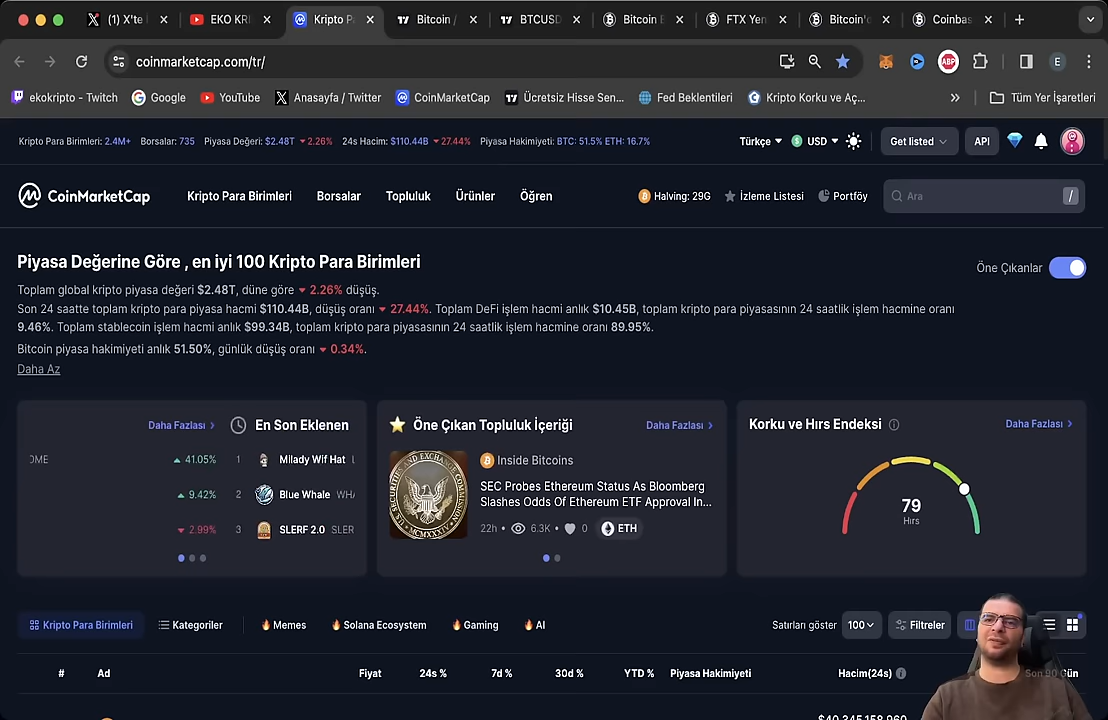 (1) X'te
EKO KRİ
Kripto P
Bitcoin /
BTCUSD
Bitcoin E
FTX Yen
Bitcoin'
Coinbas
coinmarketcap.com/tr/
ABP
E
ekokripto - Twitch
Google
YouTube
Anasayfa / Twitter
CoinMarketCap
Ücretsiz Hisse Sen...
Fed Beklentileri
Kripto Korku ve Aç...
Tüm Yer İşaretleri
Kripto Para Birimleri: 2.4M+ Borsalar: 735 Piyasa Değeri: $2.48T 2.26% 24s Hacim: $110.44B 27.44% Piyasa Hakimiyeti: BTC: 51.5% ETH: 16.7%
Türkçe
USD
Get listed
API
CoinMarketCap
Kripto Para Birimleri
Borsalar
Topluluk
Ürünler
Öğren
Halving: 29G
İzleme Listesi
Portföy
Ara
/
Piyasa Değerine Göre , en iyi 100 Kripto Para Birimleri
Öne Çıkanlar
Toplam global kripto piyasa değeri $2.48T, düne göre 2.26% düşüş.
Son 24 saatte toplam kripto para piyasa hacmi $110.44B, düşüş oranı 27.44%. Toplam DeFi işlem hacmi anlık $10.45B, toplam kripto para piyasasının 24 saatlik işlem hacmine oranı
9.46%. Toplam stablecoin işlem hacmi anlık $99.34B, toplam kripto para piyasasının 24 saatlik işlem hacmine oranı 89.95%.
Bitcoin piyasa hakimiyeti anlık 51.50%, günlük düşüş oranı 0.34%.
Daha Az
Daha Fazlası
41.05%
9.42%
2.99%
En Son Eklenen
1 Milady Wif Hat
2 Blue Whale WHA
3 SLERF 2.0 SLER
Öne Çıkan Topluluk İçeriği
Daha Fazlası
Inside Bitcoins
SEC Probes Ethereum Status As Bloomberg
Slashes Odds Of Ethereum ETF Approval In...
22h • 6.3K • 0 ETH
Korku ve Hırs Endeksi
Daha Fazlası
79
Hırs
Kripto Para Birimleri
Kategoriler
Memes
Solana Ecosystem
Gaming
AI
Satırları göster
100
Filtreler
# Ad Fiyat 24s % 7d % 30d % YTD % Piyasa Hakimiyeti Hacim(24s) Son 90 Gün
$40,345,158,960